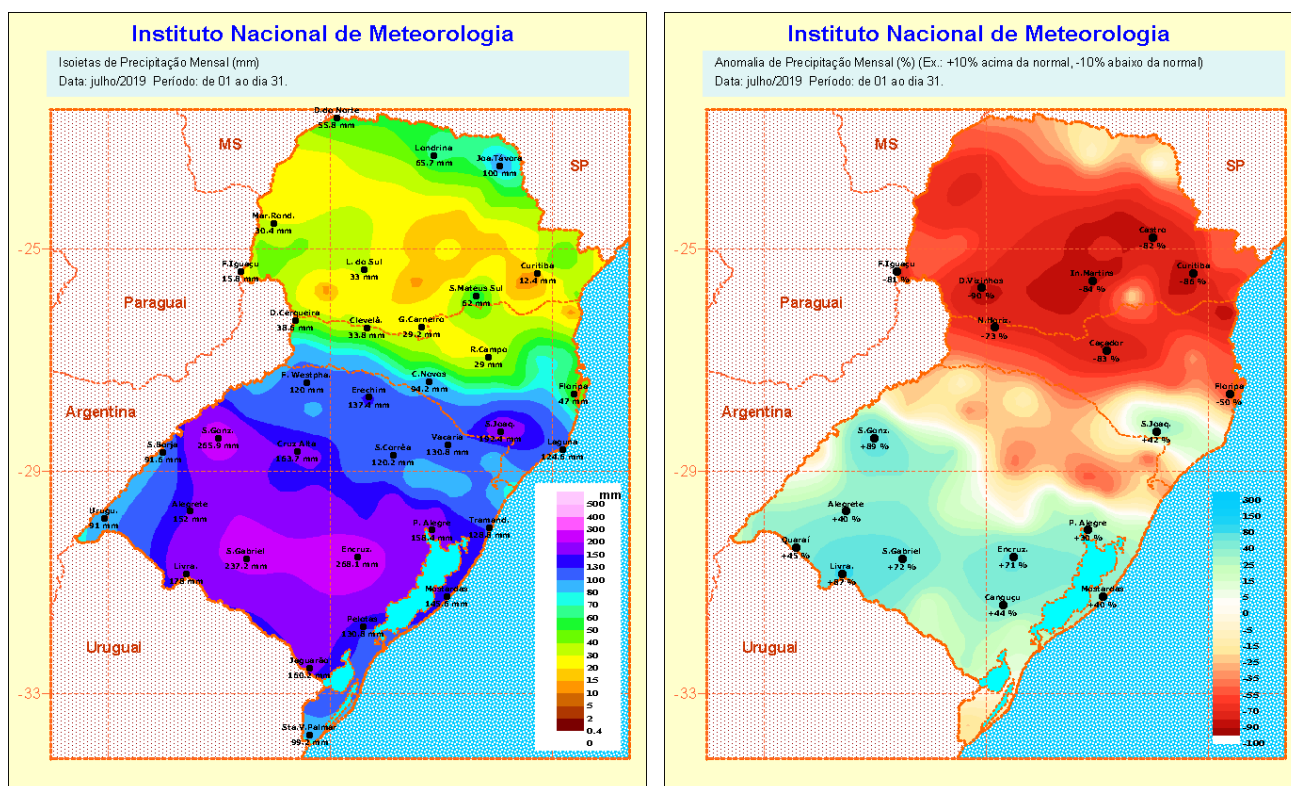 Instituto Nacional de Meteorologia
Isoietas de Precipitação Mensal (mm)
Data: julho/2019 Período: de 01 ao dia 31.
D.do Norte
55.8 mm
MS
Londrina
65.7 mm
Joa.Távora
100 mm
SP
Mar.Rond.
30.4 mm
-25
F.Iguaçu
15.8 mm
L. do Sul
33 mm
Curitiba
12.4 mm
S.Mateus Sul
62 mm
Paraguai
D.Cerqueira
38.8 mm
Clevelâ.
33.8 mm
G.Carneiro
29.2 mm
R.Campo
29 mm
F. Westpha.
120 mm
C.Novos
94.2 mm
Erechim
137.4 mm
Floripa
47 mm
Argentina
S.Gonz.
265.9 mm
S.Borja
91.6 mm
Cruz Alta
163.7 mm
S.Corrêa
120.2 mm
Vacaria
130.8 mm
S.Joaq.
Laguna
124.6 mm
-29
Urugu.
91 mm
Alegrete
152 mm
P. Alegre
158.4 mm
Tramand.
128.8 mm
S.Gabriel
237.2 mm
Encruz.
268.1 mm
Livra.
178 mm
Mostardas
Pelotas
Uruguai
Jaguarão
160.2 mm
-33
Sta.V.Palmar
99.2 mm
mm
500
400
300
200
150
130
100
80
70
60
50
40
30
20
15
10
5
2
0.4
0
Instituto Nacional de Meteorologia
Anomalia de Precipitação Mensal (%) (Ex.: +10% acima da normal, -10% abaixo da normal)
Data: julho/2019 Período: de 01 ao dia 31.
MS
SP
Castro
-82 %
-25
F.Iguaçu
-81 %
D.Vizinhos
-90 %
In.Martins
-84 %
Curitiba
-86 %
Paraguai
N.Horiz.
-73 %
Caçador
-83 %
Floripa
-50 %
Argentina
S.Gonz.
+89 %
S.Joaq.
+42 %
-29
Alegrete
+40 %
Quaraí
+45 %
P. Alegre
+30 %
S.Gabriel
+72 %
Encruz.
+71 %
Livra.
+87 %
Canguçu
+44 %
Mostardas
+40 %
Uruguai
-33
300
150
80
40
25
15
5
0
-5
-15
-25
-35
-55
-70
-90
-100